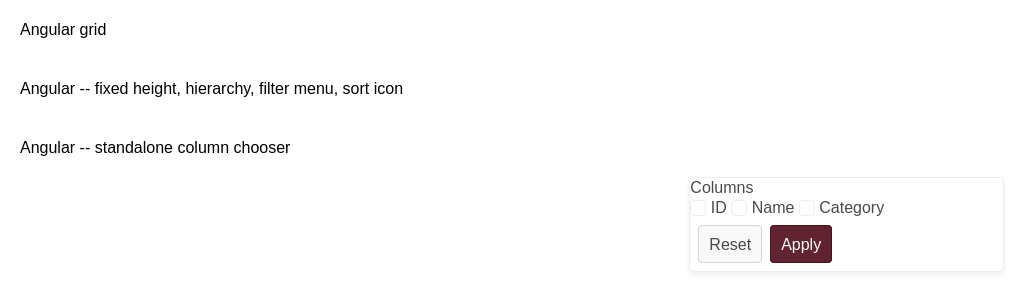 Angular grid
Angular -- fixed height, hierarchy, filter menu, sort icon
Angular -- standalone column chooser
Columns
ID Name Category
Reset Apply